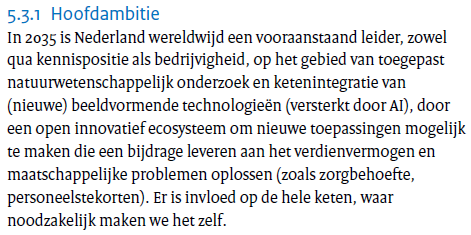 5.3.1 Hoofdambitie
In 2035 is Nederland wereldwijd een vooraanstaand leider, zowel
qua kennispositie als bedrijvigheid, op het gebied van toegepast
natuurwetenschappelijk onderzoek en ketenintegratie van
(nieuwe) beeldvormende technologieën (versterkt door AI), door
een open innovatief ecosysteem om nieuwe toepassingen mogelijk
te maken die een bijdrage leveren aan het verdienvermogen en
maatschappelijke problemen oplossen (zoals zorgbehoefte,
personeelstekorten). Er is invloed op de hele keten, waar
noodzakelijk maken we het zelf.